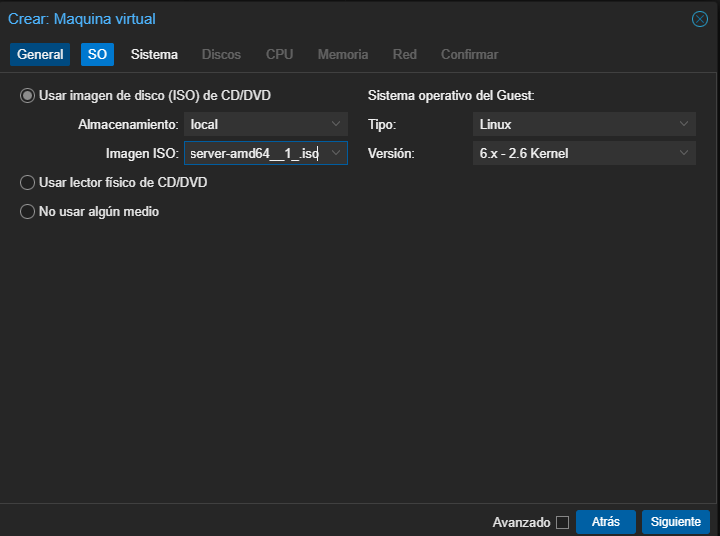 Crear: Maquina virtual
General SO Sistema Discos CPU Memoria Red Confirmar
Usar imagen de disco (ISO) de CD/DVD Sistema operativo del Guest:
Almacenamiento: local Tipo: Linux
Imagen ISO: server-amd64__1_.iso Versión: 6.x - 2.6 Kernel
Usar lector físico de CD/DVD
No usar algún medio
Avanzado Atrás Siguiente